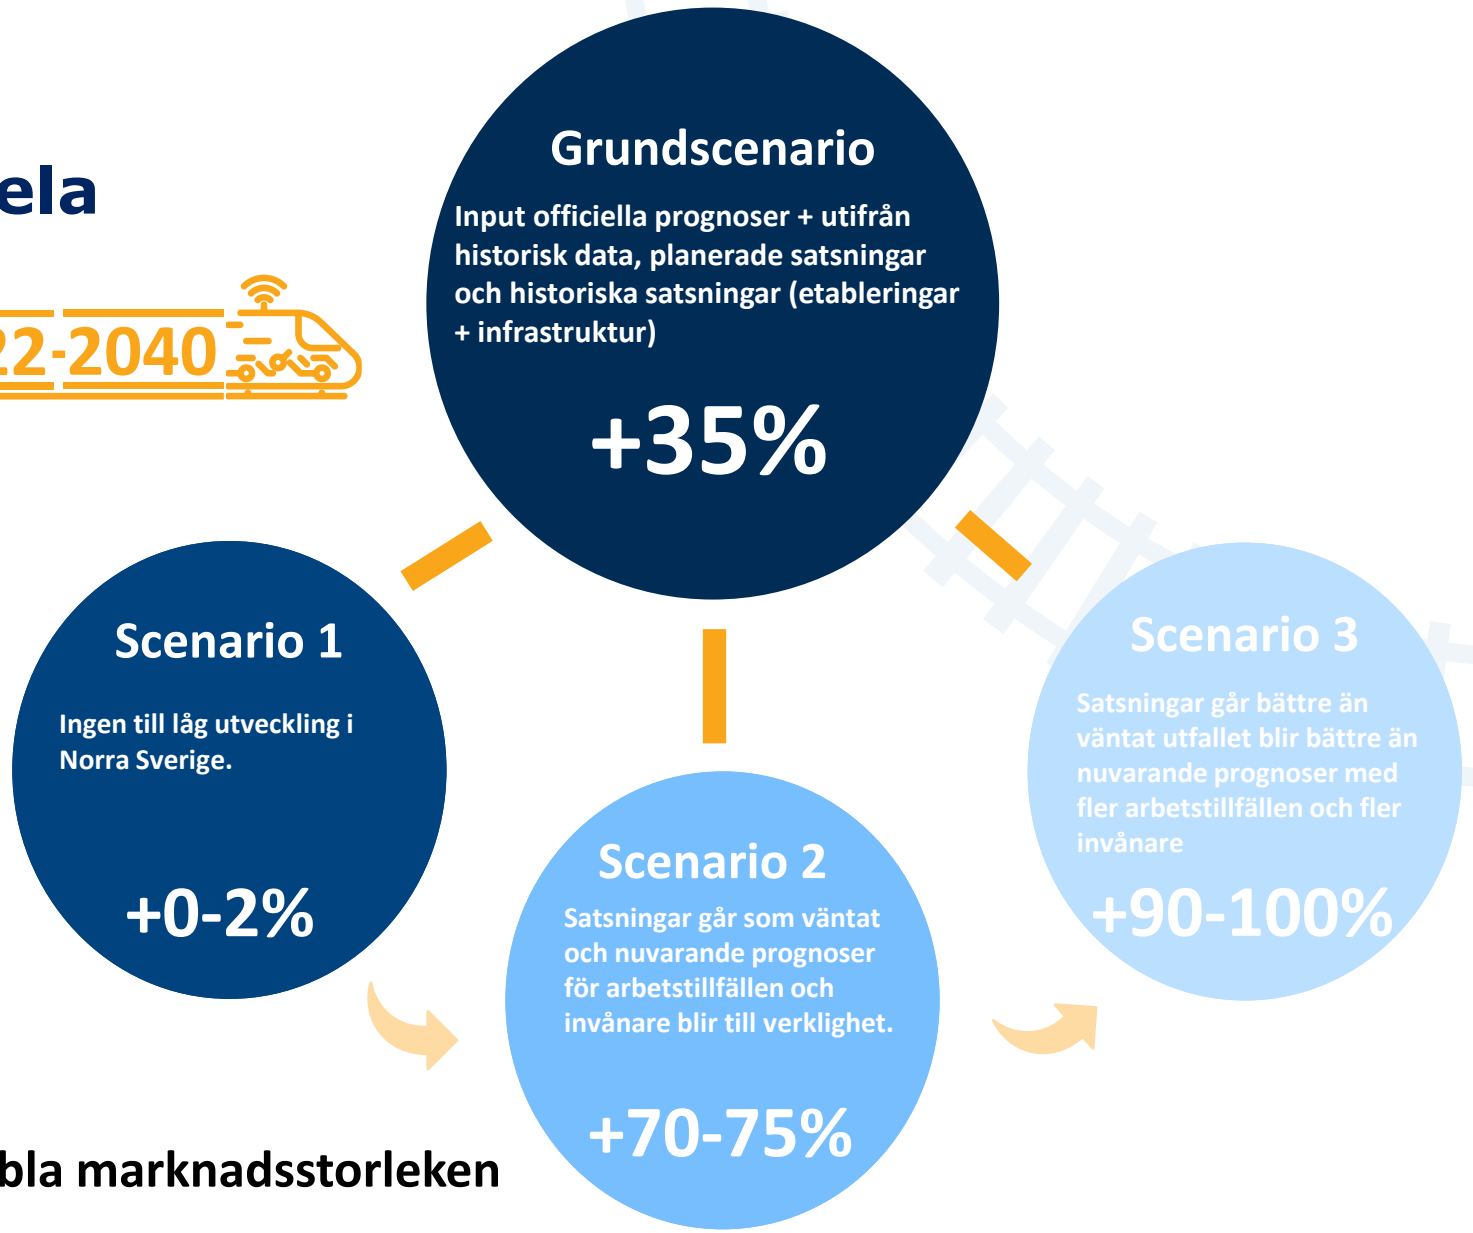 ela
22-2040
Grundscenario
Input officiella prognoser + utifrån
historisk data, planerade satsningar
och historiska satsningar (etableringar
+ infrastruktur)
+35%
Scenario 1
Ingen till låg utveckling i
Norra Sverige.
+0-2%
Scenario 2
Satsningar går som väntat
och nuvarande prognoser
för arbetstillfällen och
invånare blir till verklighet.
+70-75%
Scenario 3
Satsningar går bättre än
väntat utfallet blir bättre än
nuvarande prognoser med
fler arbetstillfällen och fler
invånare
+90-100%
bla marknadsstorleken